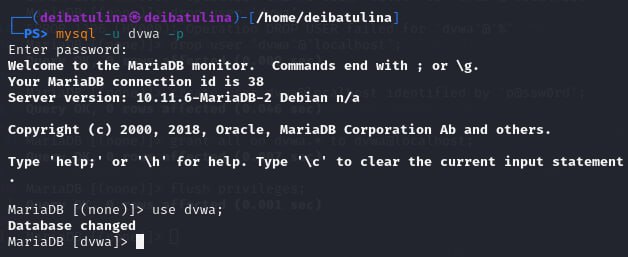 ┌──(deibatulina㉿deibatulina)-[/home/deibatulina]
└─PS> mysql -u dvwa -p
Enter password:
Welcome to the MariaDB monitor.  Commands end with ; or \g.
Your MariaDB connection id is 38
Server version: 10.11.6-MariaDB-2 Debian n/a

Copyright (c) 2000, 2018, Oracle, MariaDB Corporation Ab and others.

Type 'help;' or '\h' for help. Type '\c' to clear the current input statement
.

MariaDB [(none)]> use dvwa;
Database changed
MariaDB [dvwa]>